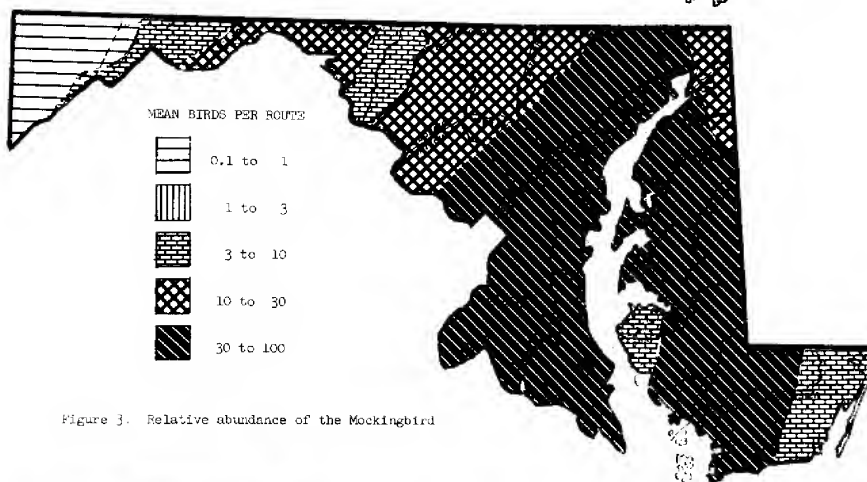 MEAN BIRDS PER ROUTE
0.1 to 1
1 to 3
3 to 10
10 to 30
30 to 100
Figure 3. Relative abundance of the Mockingbird